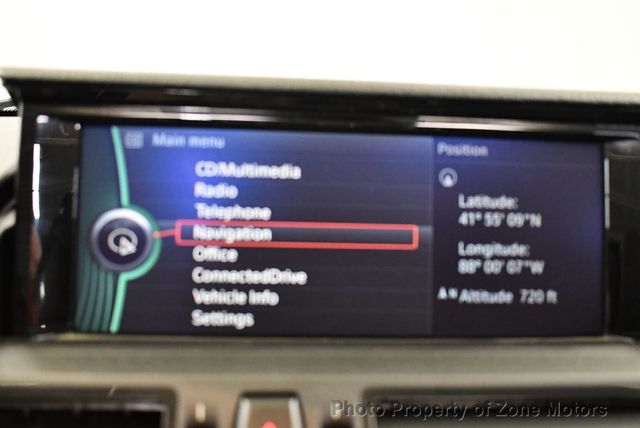 Main menu
CD/Multimedia
Radio
Telephone
Navigation
Office
ConnectedDrive
Vehicle Info
Settings
Position
Latitude:
41° 55' 09"N
Longitude:
88° 00' 07"W
Altitude 720 ft
Photo Property of Zone Motors